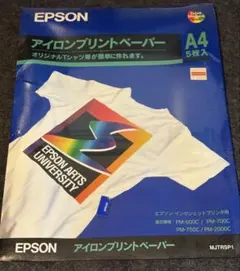 EPSON
アイロンプリントペーパー
オリジナルTシャツ等が簡単に作れます。
A4
5枚入
EPSON ARTS
UNIVERSITY
エプソン インクジェットプリンタ用
PM-600C / PM-700C
PM-750C / PM-2000C
EPSON
アイロンプリントペーパー
MJTRSP1